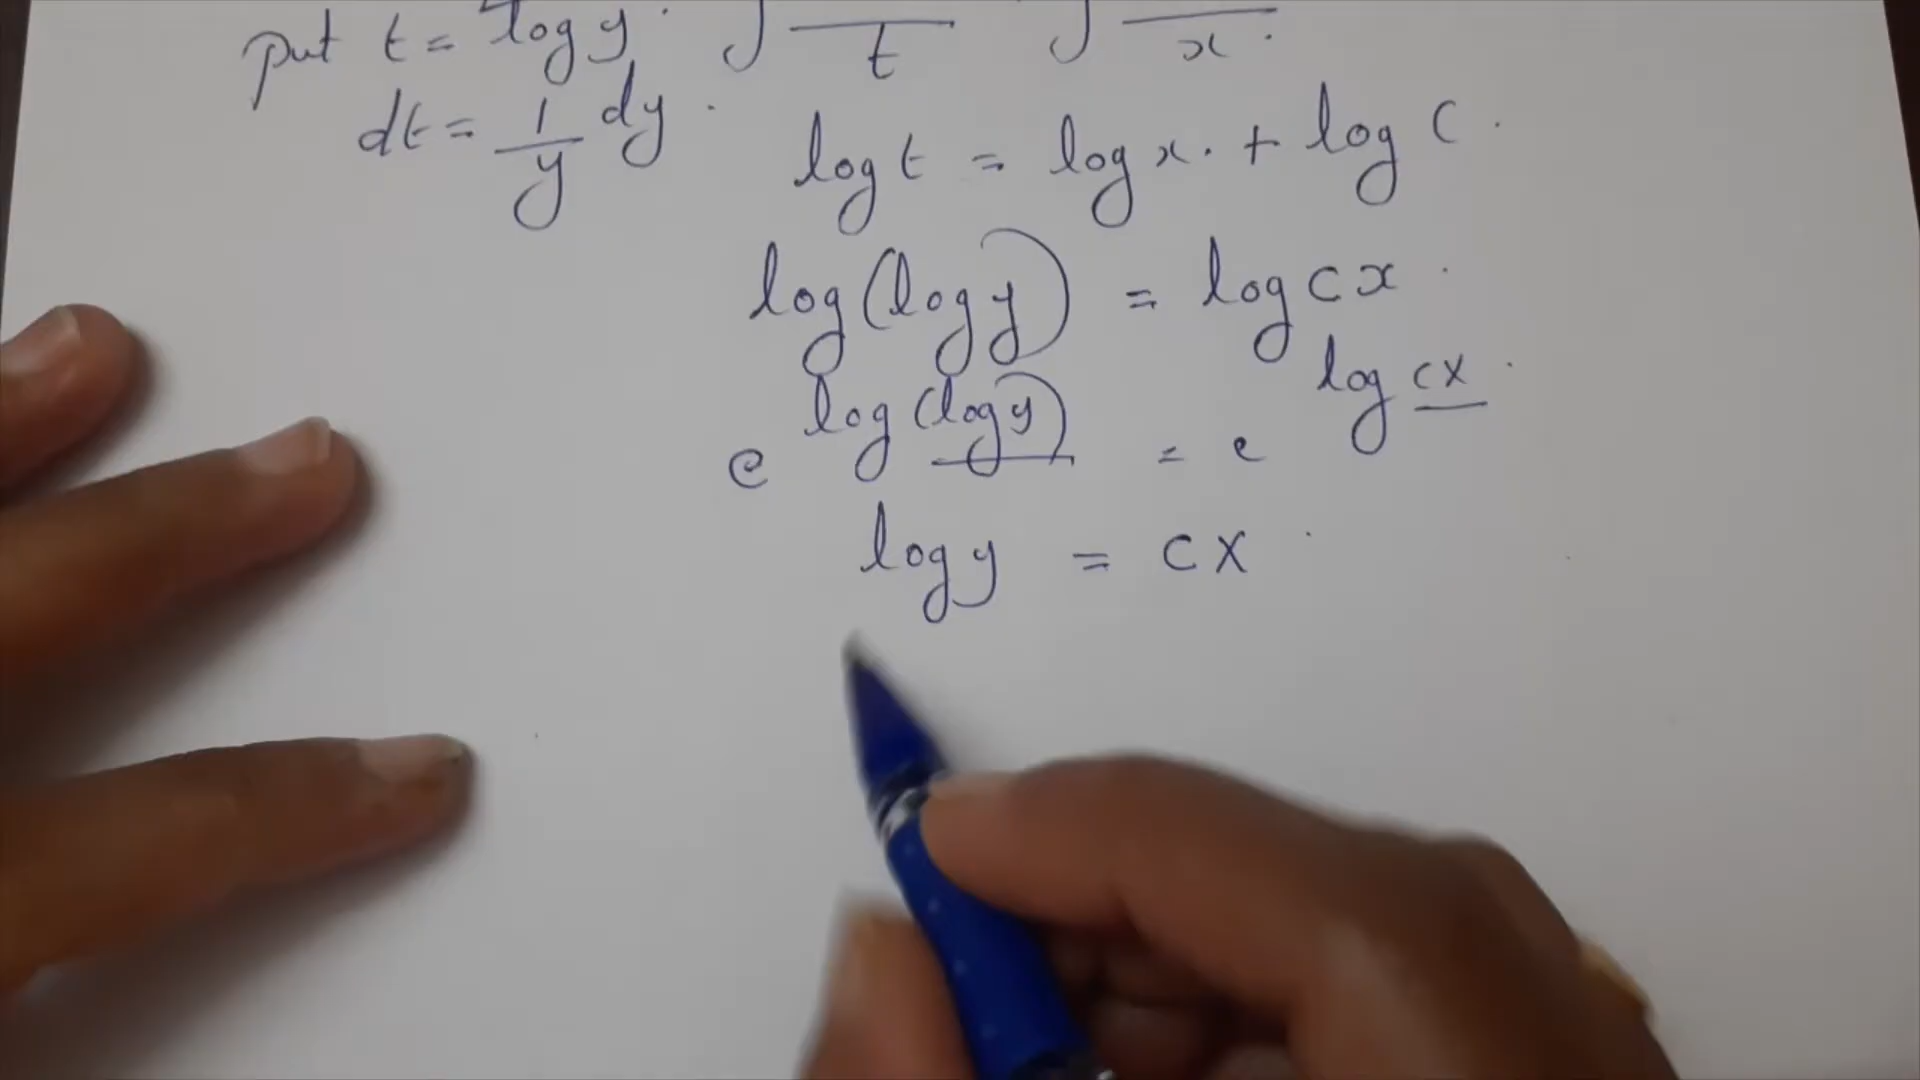 put t = log y . ∫ — t ∫ — x .
dt = 1/y dy .
log t = log x . + log C .
log (log y) = log cx .
e^log (log y) = e^log cx .
log y = cx .